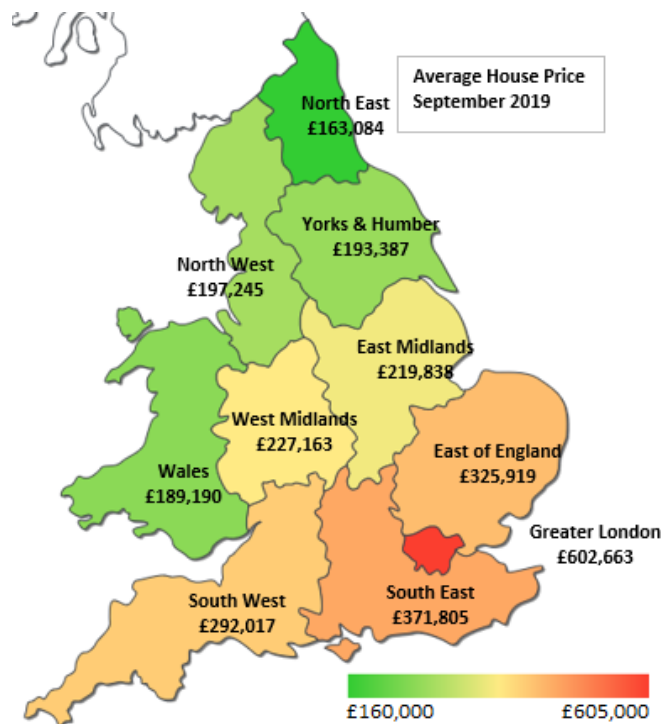 Average House Price
September 2019
North East
£163,084
Yorks & Humber
£193,387
North West
£197,245
East Midlands
£219,838
West Midlands
£227,163
East of England
£325,919
Wales
£189,190
Greater London
£602,663
South East
£371,805
South West
£292,017
£160,000
£605,000